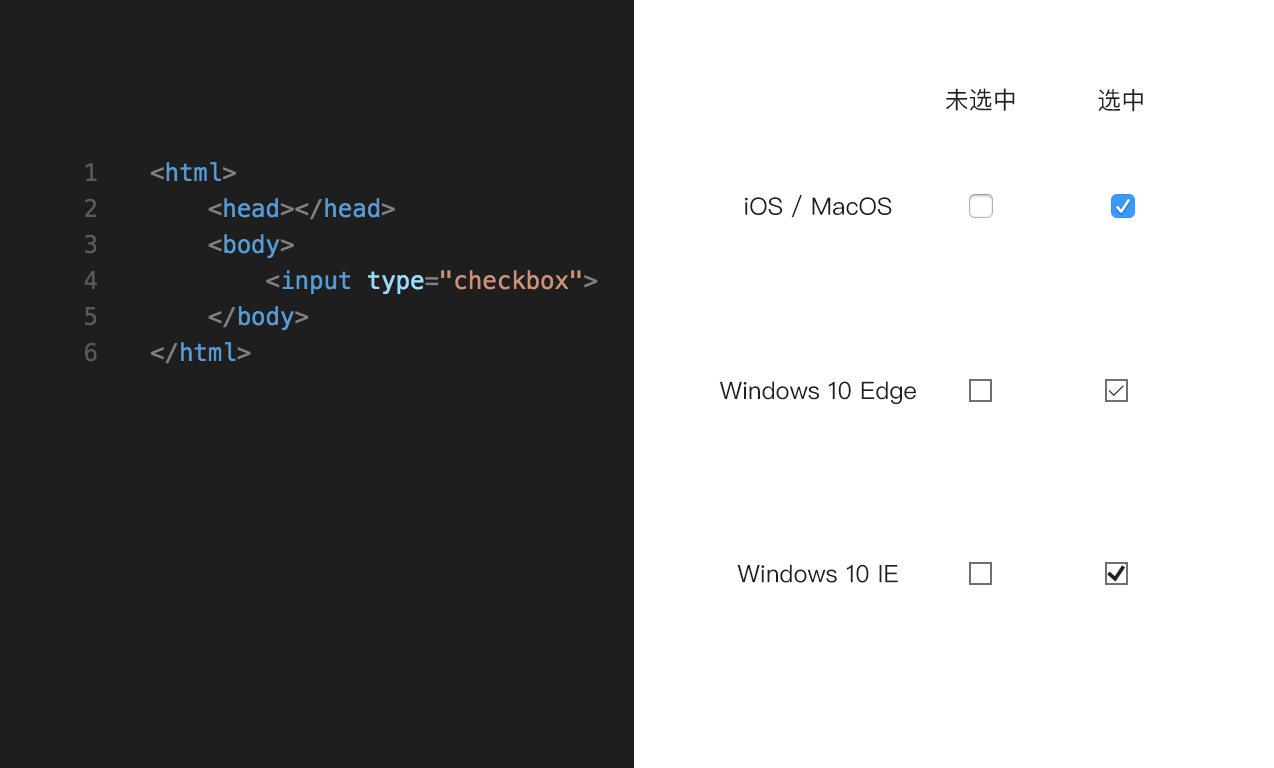 1 <html>
2 <head></head>
3 <body>
4 <input type="checkbox">
5 </body>
6 </html>
未选中 选中
iOS / MacOS
Windows 10 Edge
Windows 10 IE